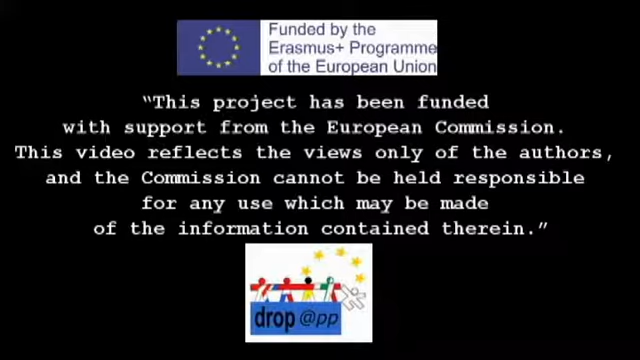 Funded by the
Erasmus+ Programme
of the European Union
“This project has been funded
with support from the European Commission.
This video reflects the views only of the authors,
and the Commission cannot be held responsible
for any use which may be made
of the information contained therein.”
drop @pp